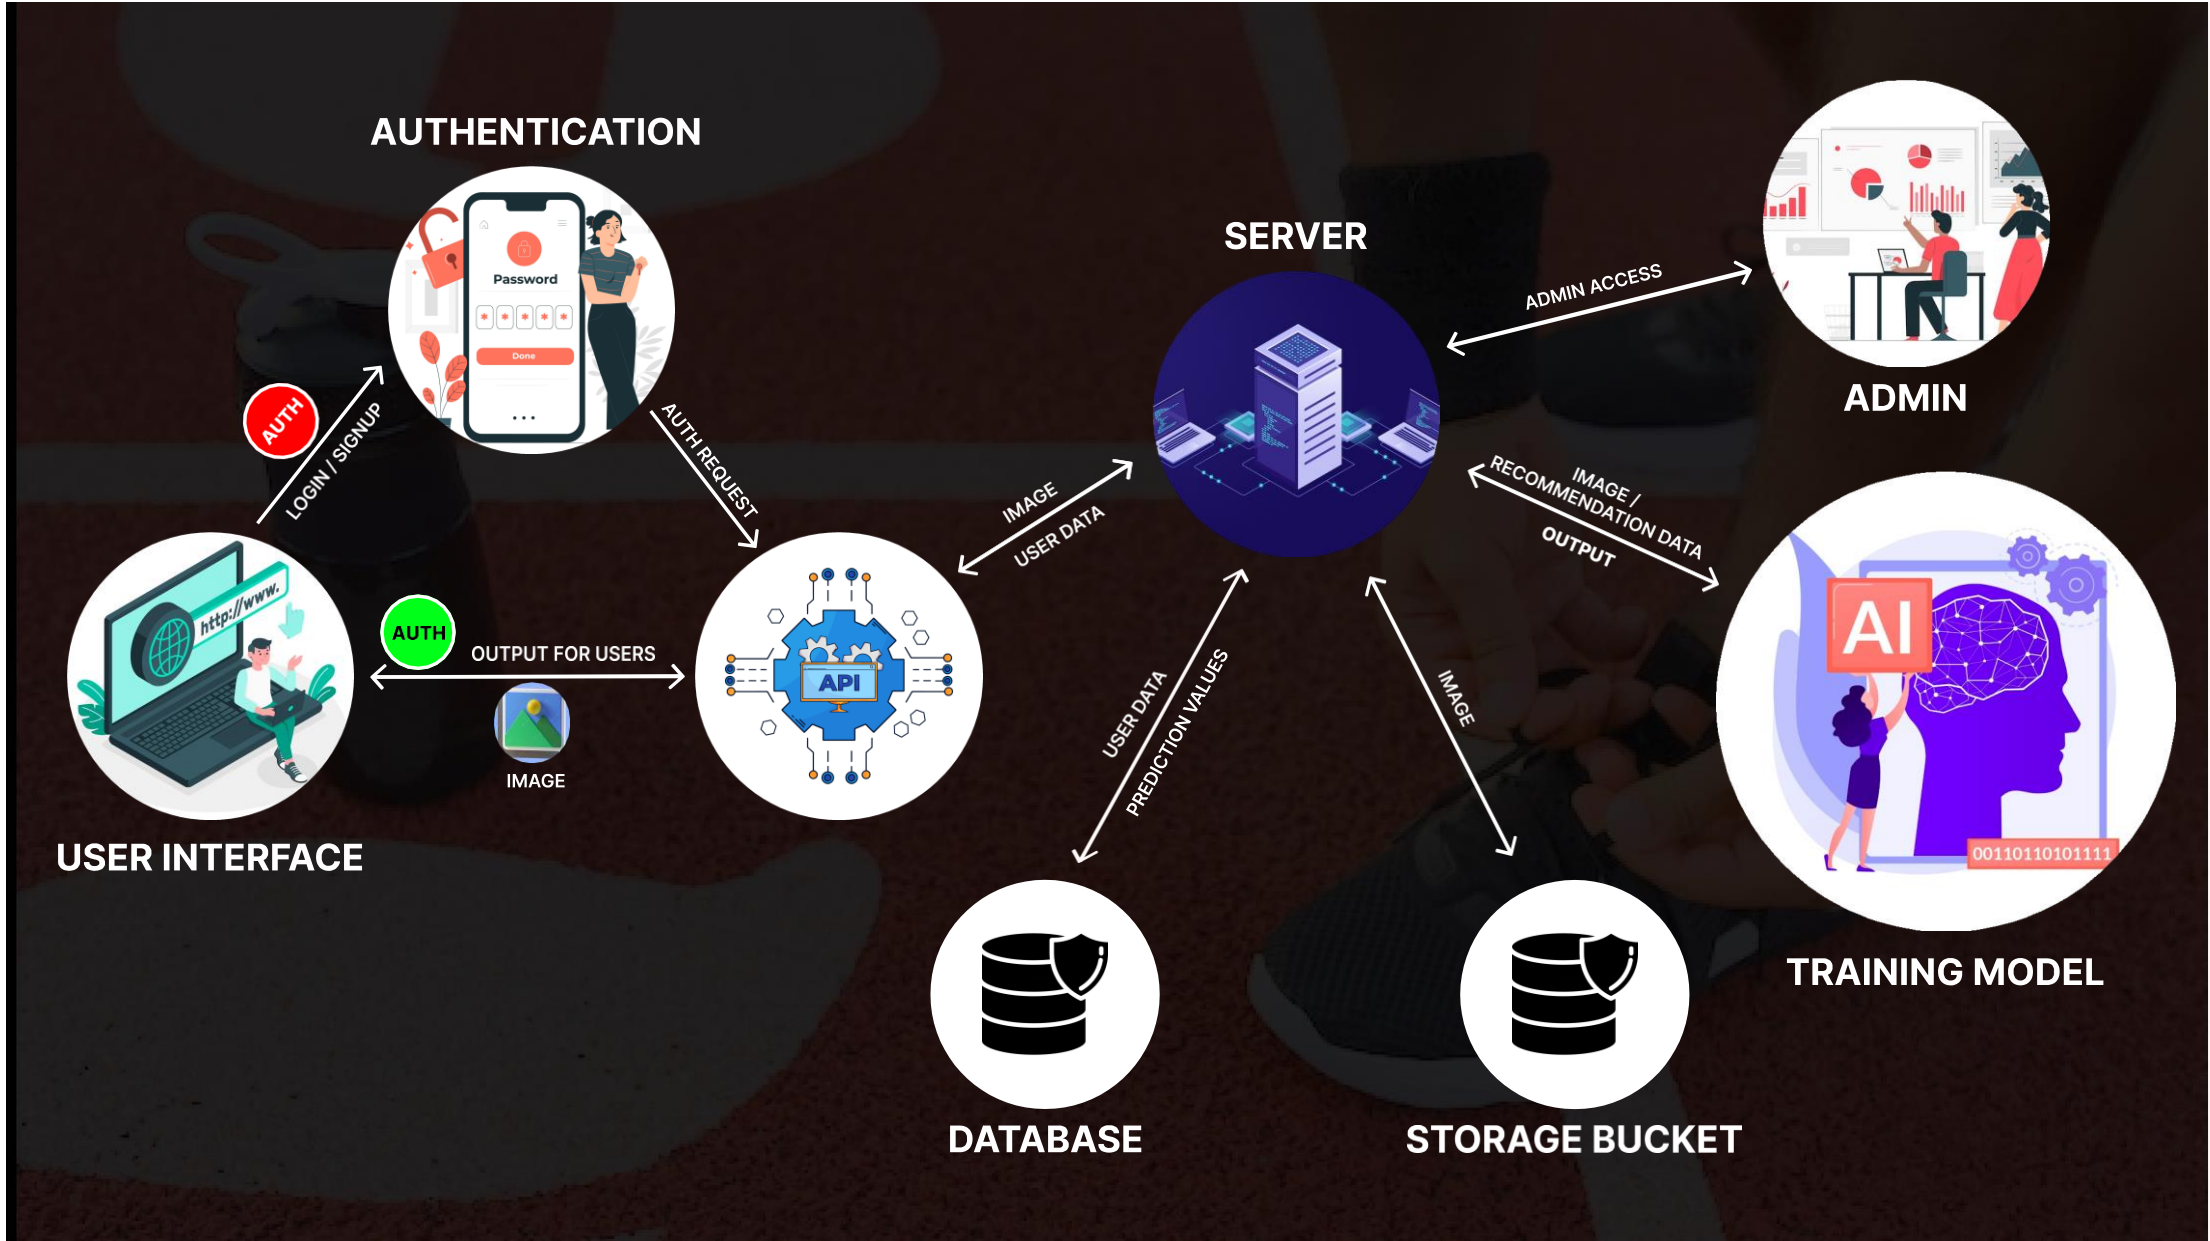 AUTHENTICATION
Password
* * * * *
Done
AUTH
LOGIN / SIGNUP
AUTH REQUEST
http://www.
USER INTERFACE
AUTH
OUTPUT FOR USERS
IMAGE
API
IMAGE
USER DATA
SERVER
ADMIN ACCESS
ADMIN
IMAGE /
RECOMMENDATION DATA
OUTPUT
AI
00110110101111
TRAINING MODEL
USER DATA
PREDICTION VALUES
IMAGE
DATABASE
STORAGE BUCKET